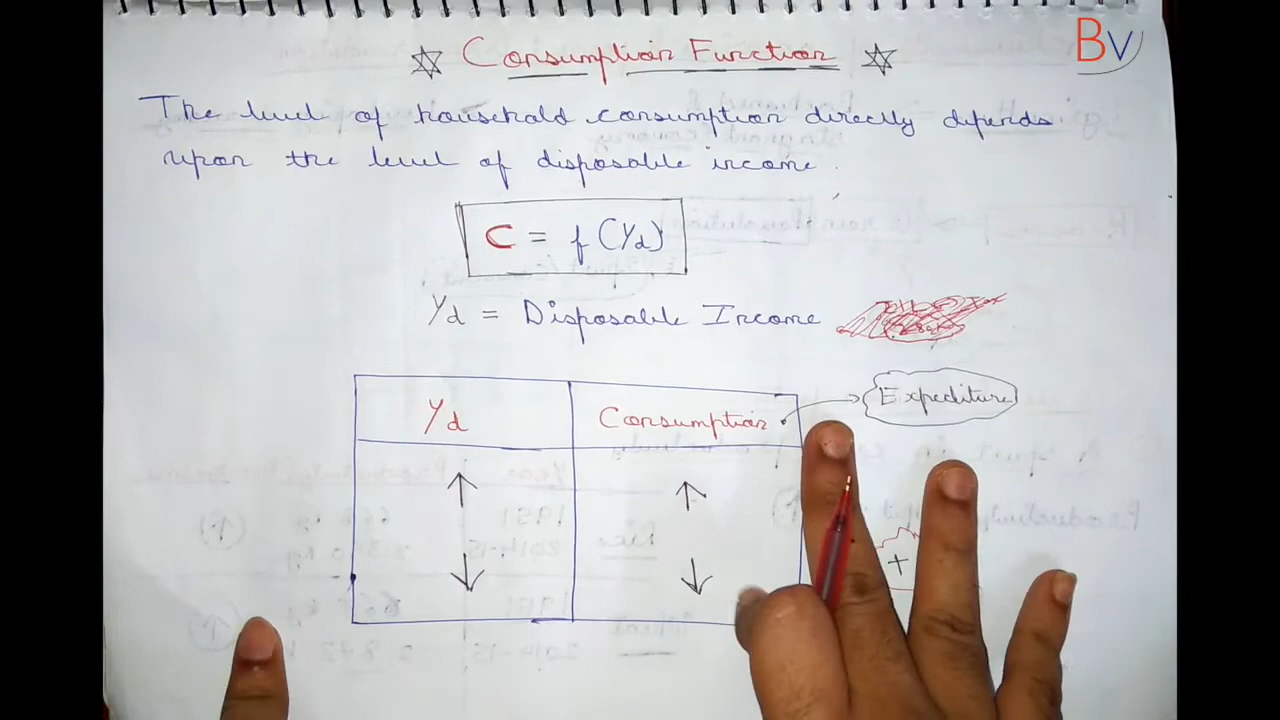 BV
Consumption Function
The level of household consumption directly depends
upon the level of disposable income.
C = f(Yd)
Yd = Disposable Income
Yd Consumption Expediture
↑ ↑
+
↓ ↓